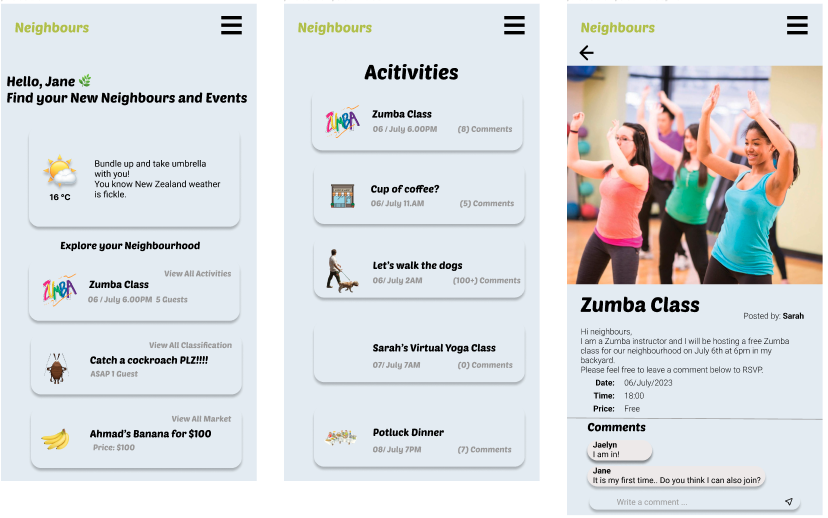 Neighbours
Hello, Jane
Find your New Neighbours and Events
16 °C
Bundle up and take umbrella
with you!
You know New Zealand weather
is fickle.
Explore your Neighbourhood
View All Activities
ZUMBA
Zumba Class
06 / July 6.00PM 5 Guests
View All Classification
Catch a cockroach PLZ!!!!
ASAP 1 Guest
View All Market
Ahmad's Banana for $100
Price: $100
Neighbours
Acitivities
ZUMBA
Zumba Class
06 / July 6.00PM (8) Comments
Cup of coffee?
06/ July 11.AM (5) Comments
Let's walk the dogs
06/ July 2AM (100+) Comments
Sarah's Virtual Yoga Class
07/ July 7AM (0) Comments
Potluck Dinner
08/ July 7PM (7) Comments
Neighbours
Zumba Class
Posted by: Sarah
Hi neighbours,
I am a Zumba instructor and I will be hosting a free Zumba
class for our neighbourhood on July 6th at 6pm in my
backyard.
Please feel free to leave a comment below to RSVP.
Date: 06/July/2023
Time: 18:00
Price: Free
Comments
Jaelyn
I am in!
Jane
It is my first time.. Do you think I can also join?
Write a comment ...